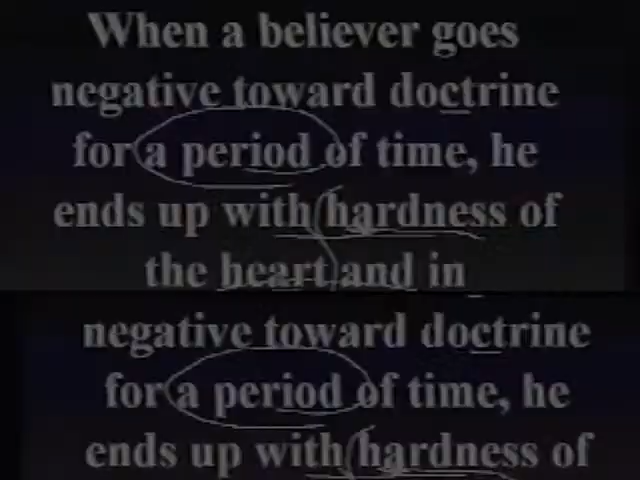 When a believer goes
negative toward doctrine
for a period of time, he
ends up with hardness of
the heart and in
negative toward doctrine
for a period of time, he
ends up with hardness of